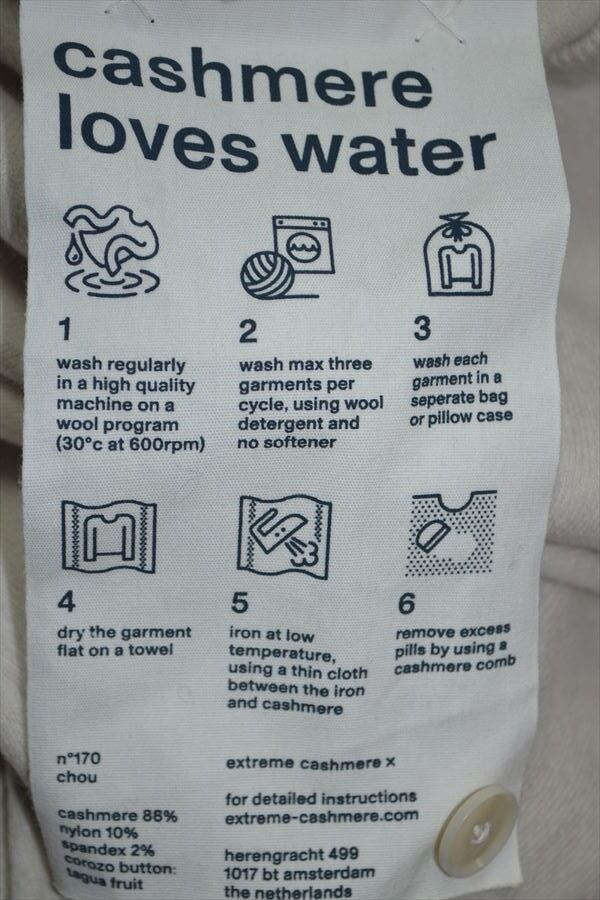 cashmere
loves water
1
wash regularly
in a high quality
machine on a
wool program
(30°c at 600rpm)
2
wash max three
garments per
cycle, using wool
detergent and
no softener
3
wash each
garment in a
seperate bag
or pillow case
4
dry the garment
flat on a towel
5
iron at low
temperature,
using a thin cloth
between the iron
and cashmere
6
remove excess
pills by using a
cashmere comb
n°170
chou
cashmere 88%
nylon 10%
spandex 2%
corozo button:
tagua fruit
extreme cashmere x
for detailed instructions
extreme-cashmere.com
herengracht 499
1017 bt amsterdam
the netherlands